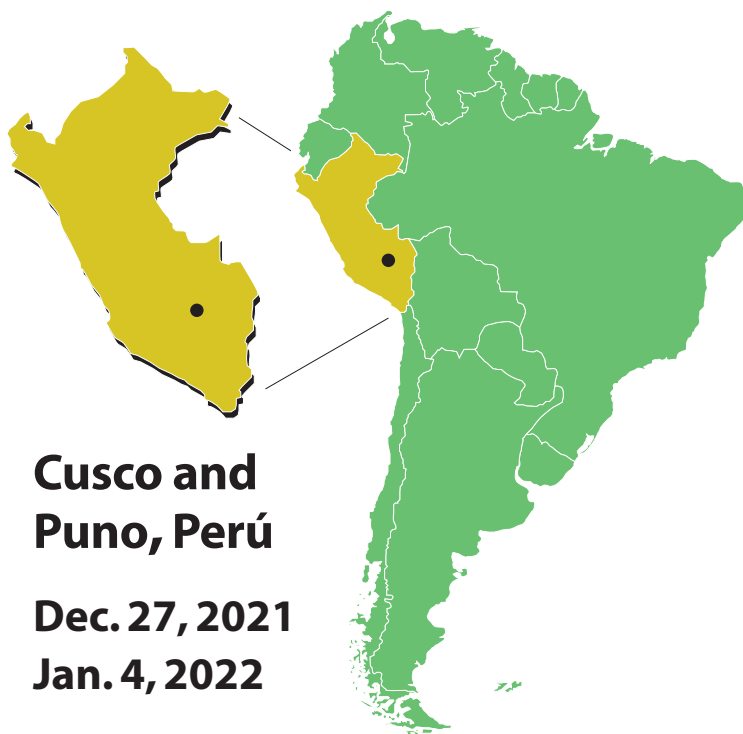 Cusco and
Puno, Perú
Dec. 27, 2021
Jan. 4, 2022